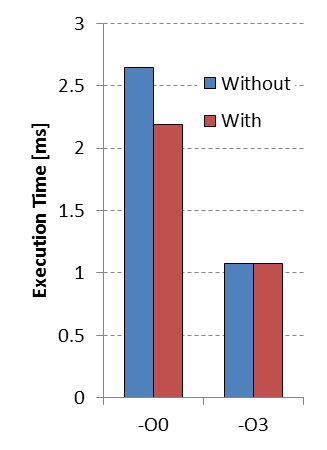 Execution Time [ms]
3
2.5
2
1.5
1
0.5
0
Without
With
-O0
-O3